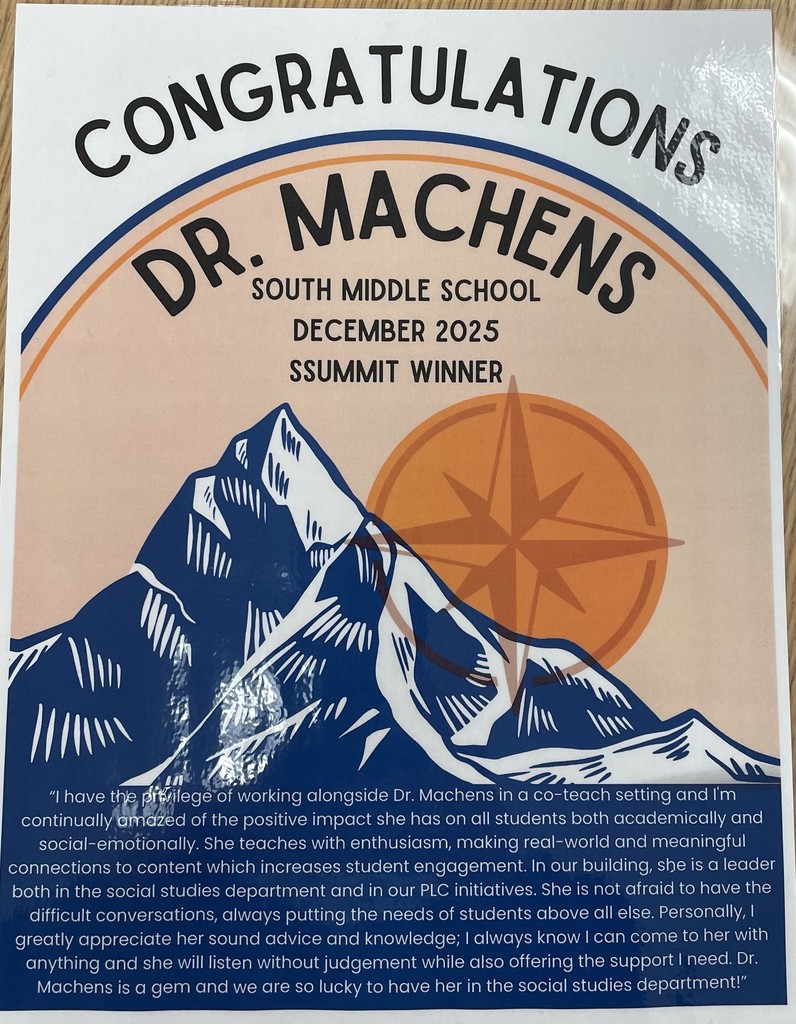 CONGRATULATIONS
DR. MACHENS
SOUTH MIDDLE SCHOOL
DECEMBER 2025
SSUMMIT WINNER
“I have the privilege of working alongside Dr. Machens in a co-teach setting and I'm
continually amazed of the positive impact she has on all students both academically and
social-emotionally. She teaches with enthusiasm, making real-world and meaningful
connections to content which increases student engagement. In our building, she is a leader
both in the social studies department and in our PLC initiatives. She is not afraid to have the
difficult conversations, always putting the needs of students above all else. Personally, I
greatly appreciate her sound advice and knowledge; I always know I can come to her with
anything and she will listen without judgement while also offering the support I need. Dr.
Machens is a gem and we are so lucky to have her in the social studies department!”